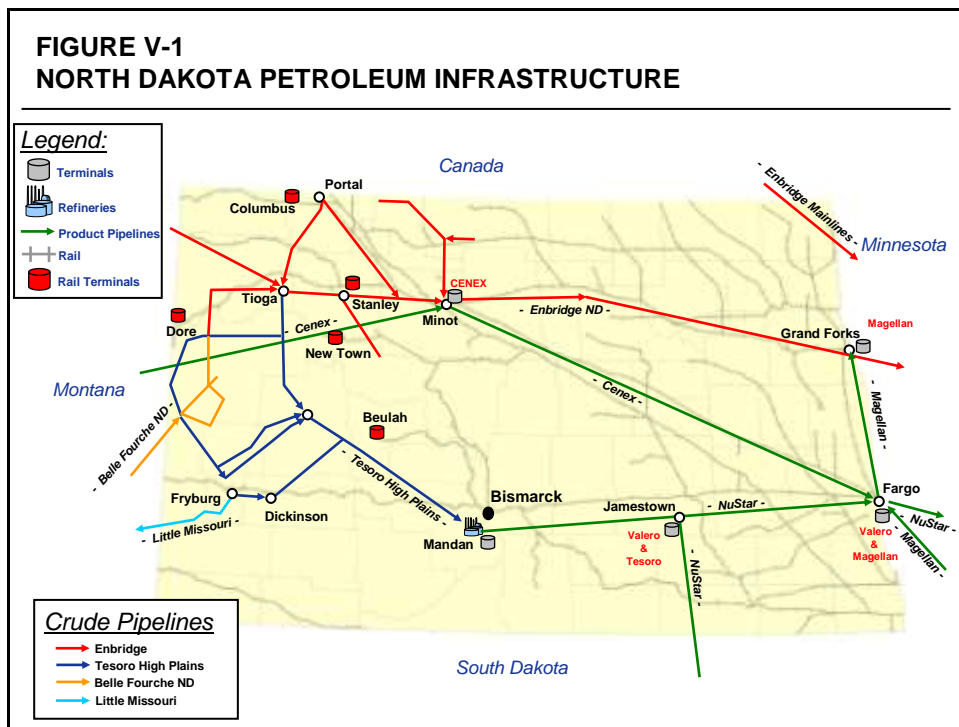 FIGURE V-1
NORTH DAKOTA PETROLEUM INFRASTRUCTURE
Legend:
Terminals
Refineries
Product Pipelines
Rail
Rail Terminals
Canada
Portal
Columbus
- Enbridge Mainlines -
Minnesota
Tioga
Stanley
CENEX
Minot
- Enbridge ND -
Dore
- Cenex -
New Town
Grand Forks
Magellan
Montana
- Belle Fourche ND -
Beulah
- Cenex -
- Magellan -
- Tesoro High Plains -
Fryburg
Dickinson
- Little Missouri -
Bismarck
Mandan
Jamestown
- NuStar -
Fargo
Valero
&
Tesoro
- NuStar -
Valero
&
Magellan
- NuStar -
- Magellan -
Crude Pipelines
Enbridge
Tesoro High Plains
Belle Fourche ND
Little Missouri
South Dakota